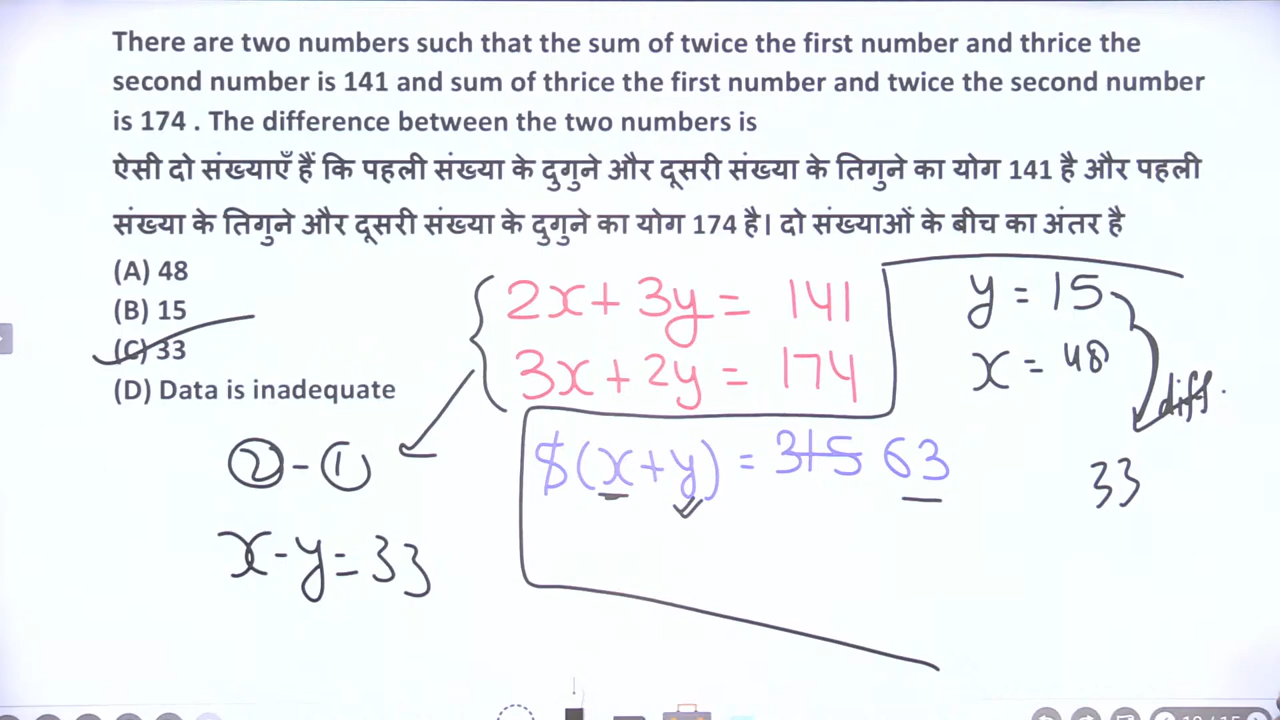 There are two numbers such that the sum of twice the first number and thrice the
second number is 141 and sum of thrice the first number and twice the second number
is 174 . The difference between the two numbers is
ऐसी दो संख्याएँ हैं कि पहली संख्या के दुगुने और दूसरी संख्या के तिगुने का योग 141 है और पहली
संख्या के तिगुने और दूसरी संख्या के दुगुने का योग 174 है। दो संख्याओं के बीच का अंतर है
(A) 48
(B) 15
(C) 33
(D) Data is inadequate
2x + 3y = 141
3x + 2y = 174
5(x+y) = 315 63
② - ①
x - y = 33
y = 15
x = 48
diff.
33